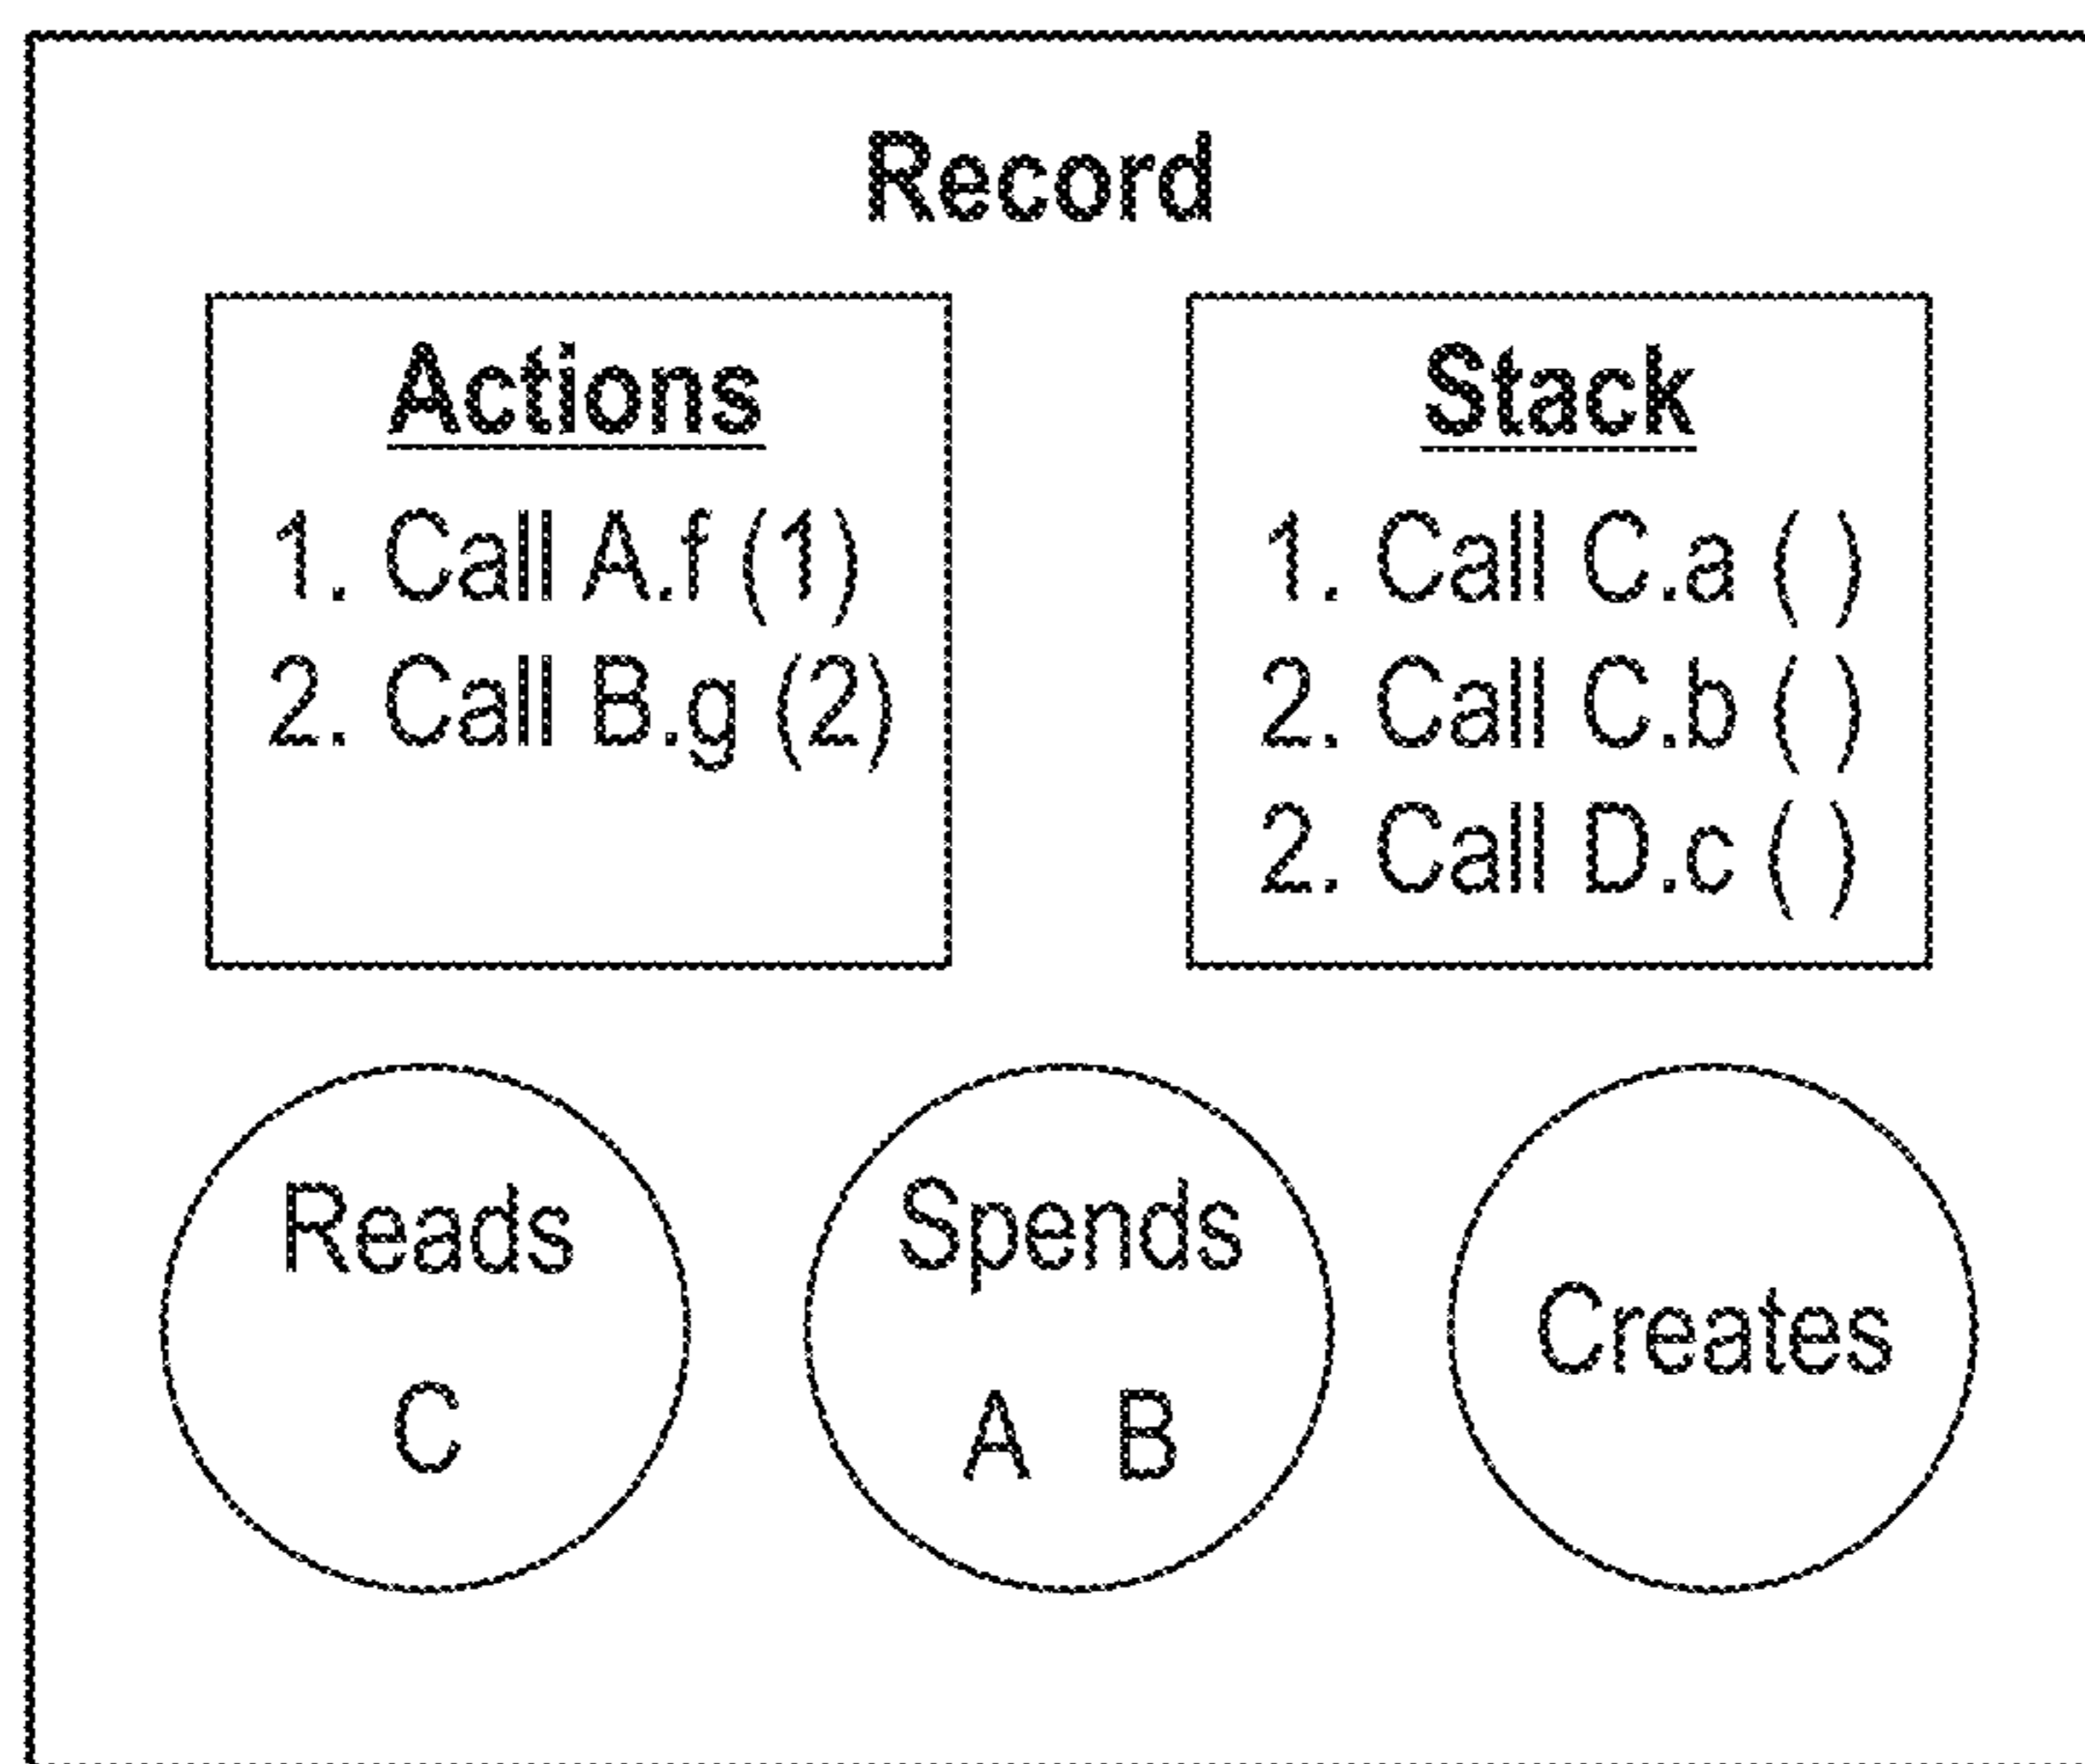 Record
Actions
1. Call A.f (1)
2. Call B.g (2)
Stack
1. Call C.a ( )
2. Call C.b ( )
2. Call D.c ( )
Reads
C
Spends
A B
Creates